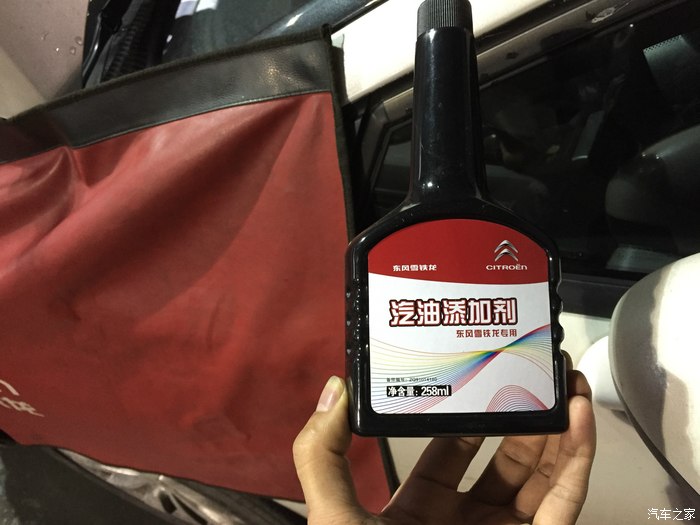 东风雪铁龙
CITROËN
汽油添加剂
东风雪铁龙专用
净含量：258ml
汽车之家